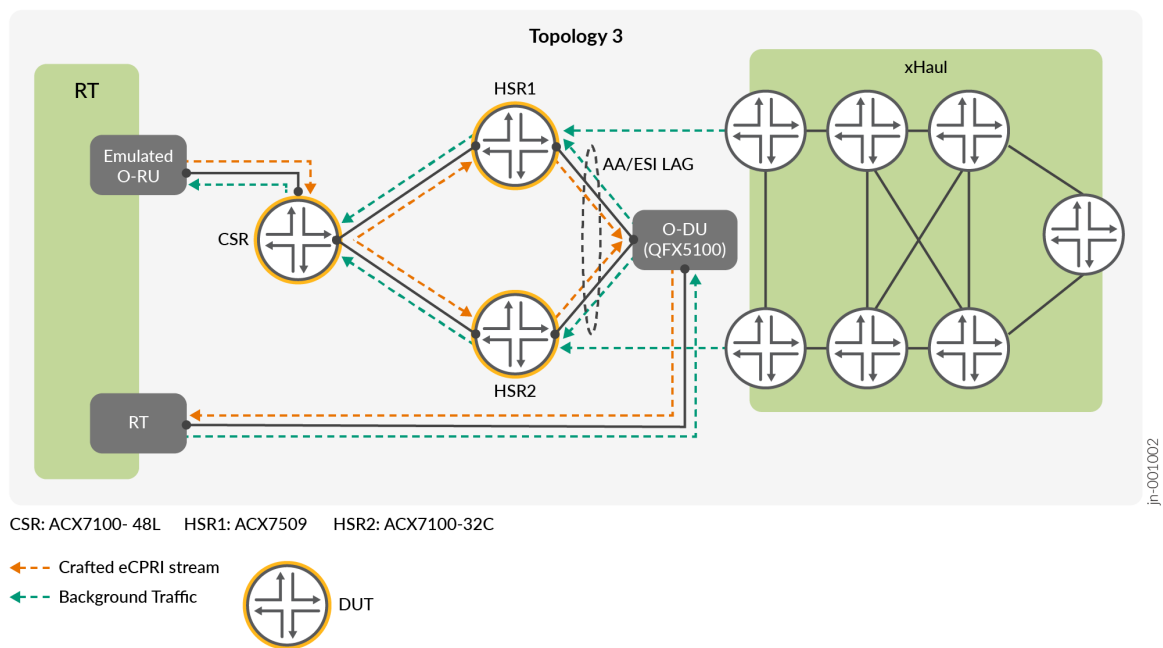 Topology 3
RT
xHaul
HSR1
Emulated
O-RU
AA/ESI LAG
CSR
O-DU
(QFX5100)
HSR2
RT
jn-001002
CSR: ACX7100- 48L HSR1: ACX7509 HSR2: ACX7100-32C
Crafted eCPRI stream
Background Traffic
DUT